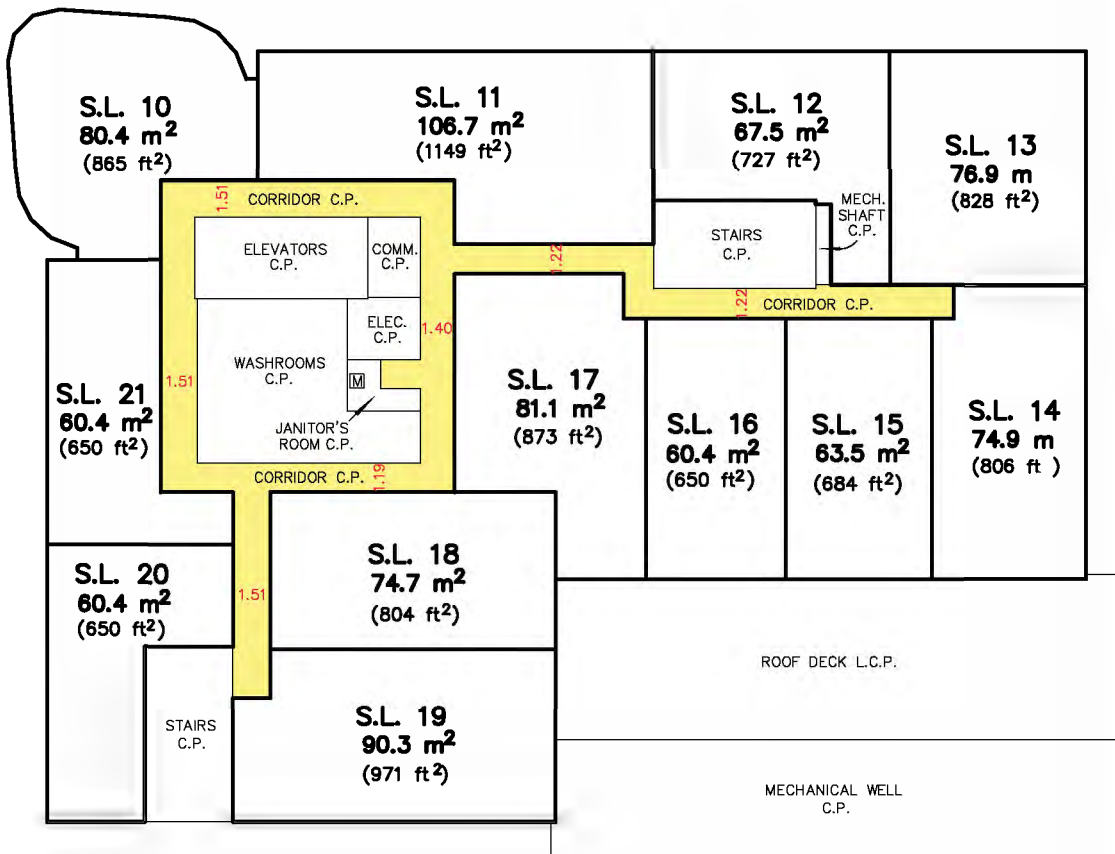 S.L. 10
80.4 m²
(865 ft²)
S.L. 11
106.7 m²
(1149 ft²)
S.L. 12
67.5 m²
(727 ft²)
S.L. 13
76.9 m
(828 ft²)
MECH.
SHAFT
C.P.
1.51
CORRIDOR C.P.
ELEVATORS
C.P.
COMM.
C.P.
STAIRS
C.P.
1.22
1.22
CORRIDOR C.P.
ELEC.
C.P.
1.40
WASHROOMS
C.P.
M
1.51
JANITOR'S
ROOM C.P.
CORRIDOR C.P.
1.19
S.L. 21
60.4 m²
(650 ft²)
S.L. 17
81.1 m²
(873 ft²)
S.L. 16
60.4 m²
(650 ft²)
S.L. 15
63.5 m²
(684 ft²)
S.L. 14
74.9 m
(806 ft )
S.L. 18
74.7 m²
(804 ft²)
S.L. 20
60.4 m²
(650 ft²)
1.51
ROOF DECK L.C.P.
STAIRS
C.P.
S.L. 19
90.3 m²
(971 ft²)
MECHANICAL WELL
C.P.